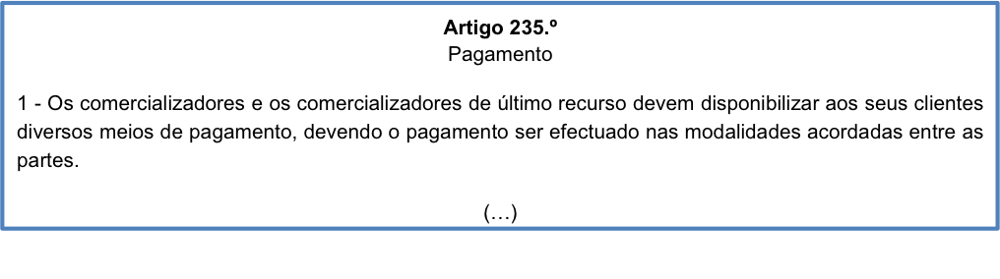 Artigo 235.º
Pagamento
1 - Os comercializadores e os comercializadores de último recurso devem disponibilizar aos seus clientes
diversos meios de pagamento, devendo o pagamento ser efectuado nas modalidades acordadas entre as
partes.
(…)